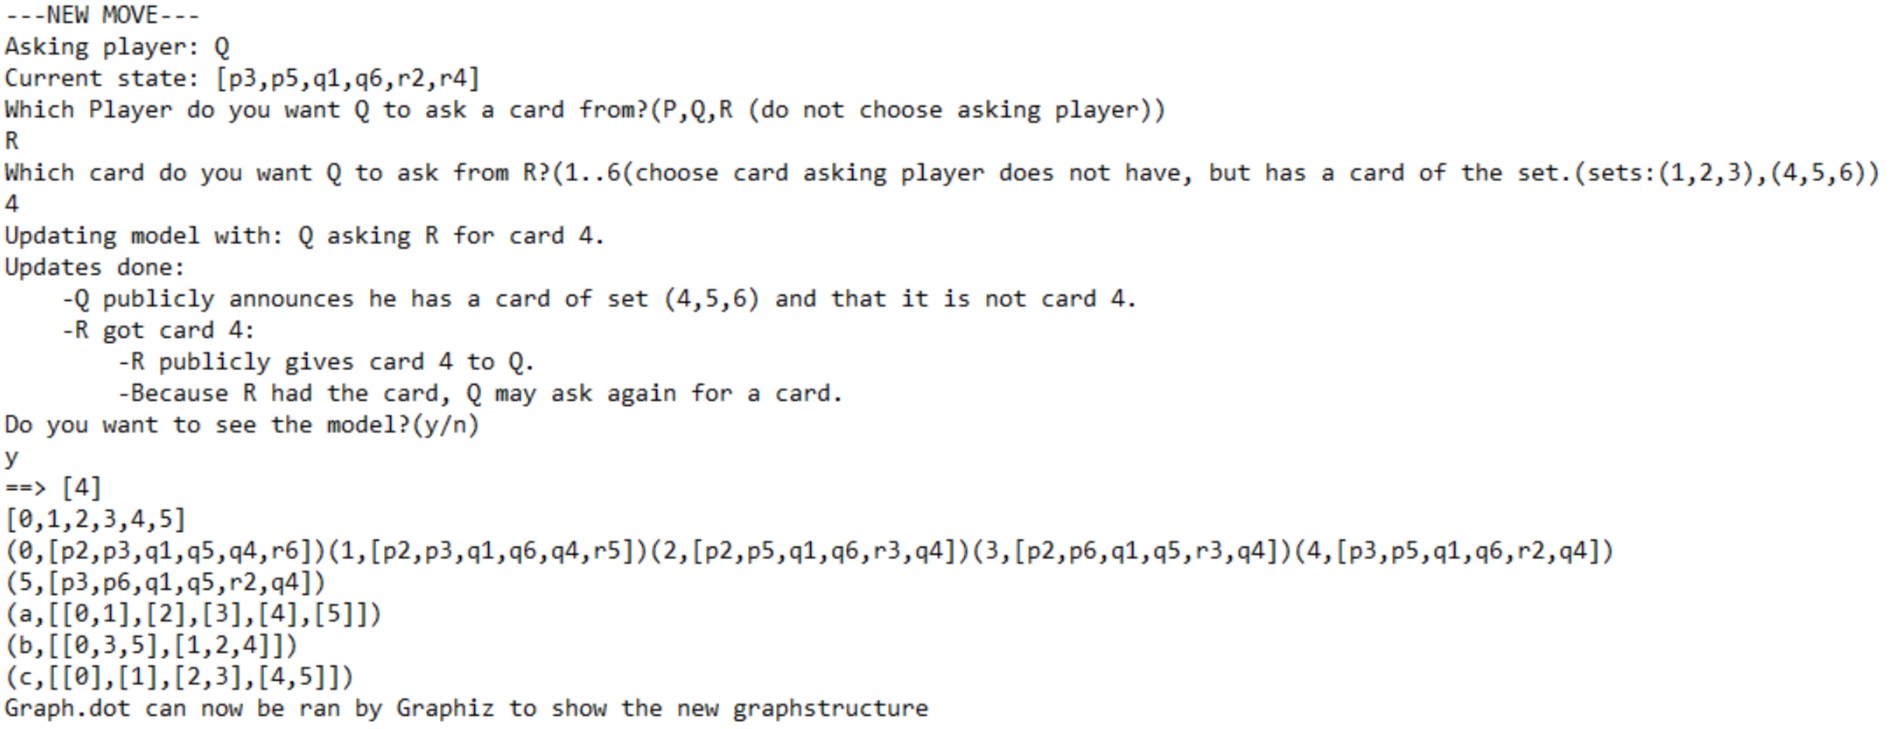 ---NEW MOVE---
Asking player: Q
Current state: [p3,p5,q1,q6,r2,r4]
Which Player do you want Q to ask a card from?(P,Q,R (do not choose asking player))
R
Which card do you want Q to ask from R?(1..6(choose card asking player does not have, but has a card of the set.(sets:(1,2,3),(4,5,6))
4
Updating model with: Q asking R for card 4.
Updates done:
    -Q publicly announces he has a card of set (4,5,6) and that it is not card 4.
    -R got card 4:
        -R publicly gives card 4 to Q.
        -Because R had the card, Q may ask again for a card.
Do you want to see the model?(y/n)
y
==> [4]
[0,1,2,3,4,5]
(0,[p2,p3,q1,q5,q4,r6])(1,[p2,p3,q1,q6,q4,r5])(2,[p2,p5,q1,q6,r3,q4])(3,[p2,p6,q1,q5,r3,q4])(4,[p3,p5,q1,q6,r2,q4])
(5,[p3,p6,q1,q5,r2,q4])
(a,[[0,1],[2],[3],[4],[5]])
(b,[[0,3,5],[1,2,4]])
(c,[[0],[1],[2,3],[4,5]])
Graph.dot can now be ran by Graphiz to show the new graphstructure